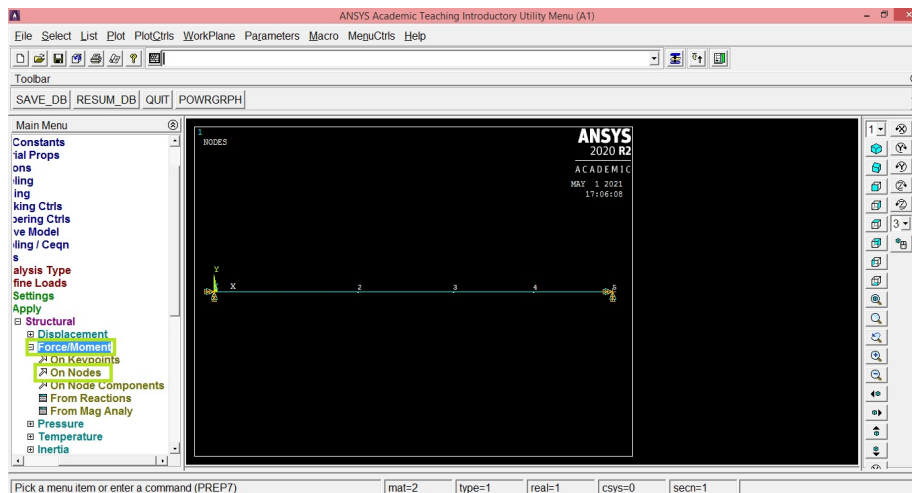 ANSYS Academic Teaching Introductory Utility Menu (A1)
File Select List Plot PlotCtrls WorkPlane Parameters Macro MenuCtrls Help
Toolbar
SAVE_DB RESUM_DB QUIT POWRGRPH
Main Menu
Constants
ial Props
ons
ling
ing
king Ctrls
pering Ctrls
ve Model
ling / Ceqn
s
alysis Type
fine Loads
Settings
Apply
Structural
Displacement
Force/Moment
On Keypoints
On Nodes
On Node Components
From Reactions
From Mag Analy
Pressure
Temperature
Inertia
1
NODES
ANSYS
2020 R2
ACADEMIC
MAY 1 2021
17:06:08
Y
X 2 3 4 5
1
3
Pick a menu item or enter a command (PREP7) mat=2 type=1 real=1 csys=0 secn=1